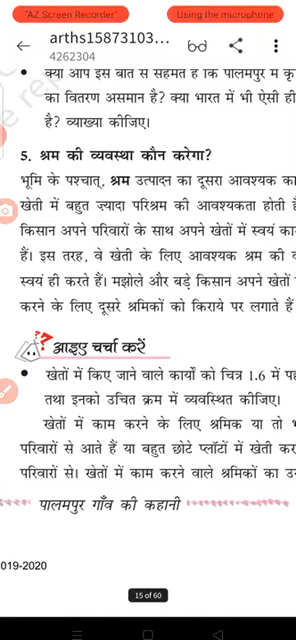 "AZ Screen Recorder"
Using the microphone
arths15873103...
4262304
क्या आप इस बात से सहमत हैं कि पालमपुर में
का वितरण असमान है? क्या भारत में भी ऐसी ही
है? व्याख्या कीजिए।
5. श्रम की व्यवस्था कौन करेगा?
भूमि के पश्चात्, श्रम उत्पादन का दूसरा आवश्यक
खेती में बहुत ज़्यादा परिश्रम की आवश्यकता होती
किसान अपने परिवारों के साथ अपने खेतों में स्वयं
हैं। इस तरह, वे खेती के लिए आवश्यक श्रम की
स्वयं ही करते हैं। मझोले और बड़े किसान अपने खेतों
करने के लिए दूसरे श्रमिकों को किराये पर लगाते हैं
आइए चर्चा करें
खेतों में किए जाने वाले कार्यों को चित्र 1.6 में
तथा इनको उचित क्रम में व्यवस्थित कीजिए।
खेतों में काम करने के लिए श्रमिक या तो
परिवारों से आते हैं या बहुत छोटे प्लॉटों में खेती
परिवारों से। खेतों में काम करने वाले श्रमिकों का
पालमपुर गाँव की कहानी
019-2020
15 of 60